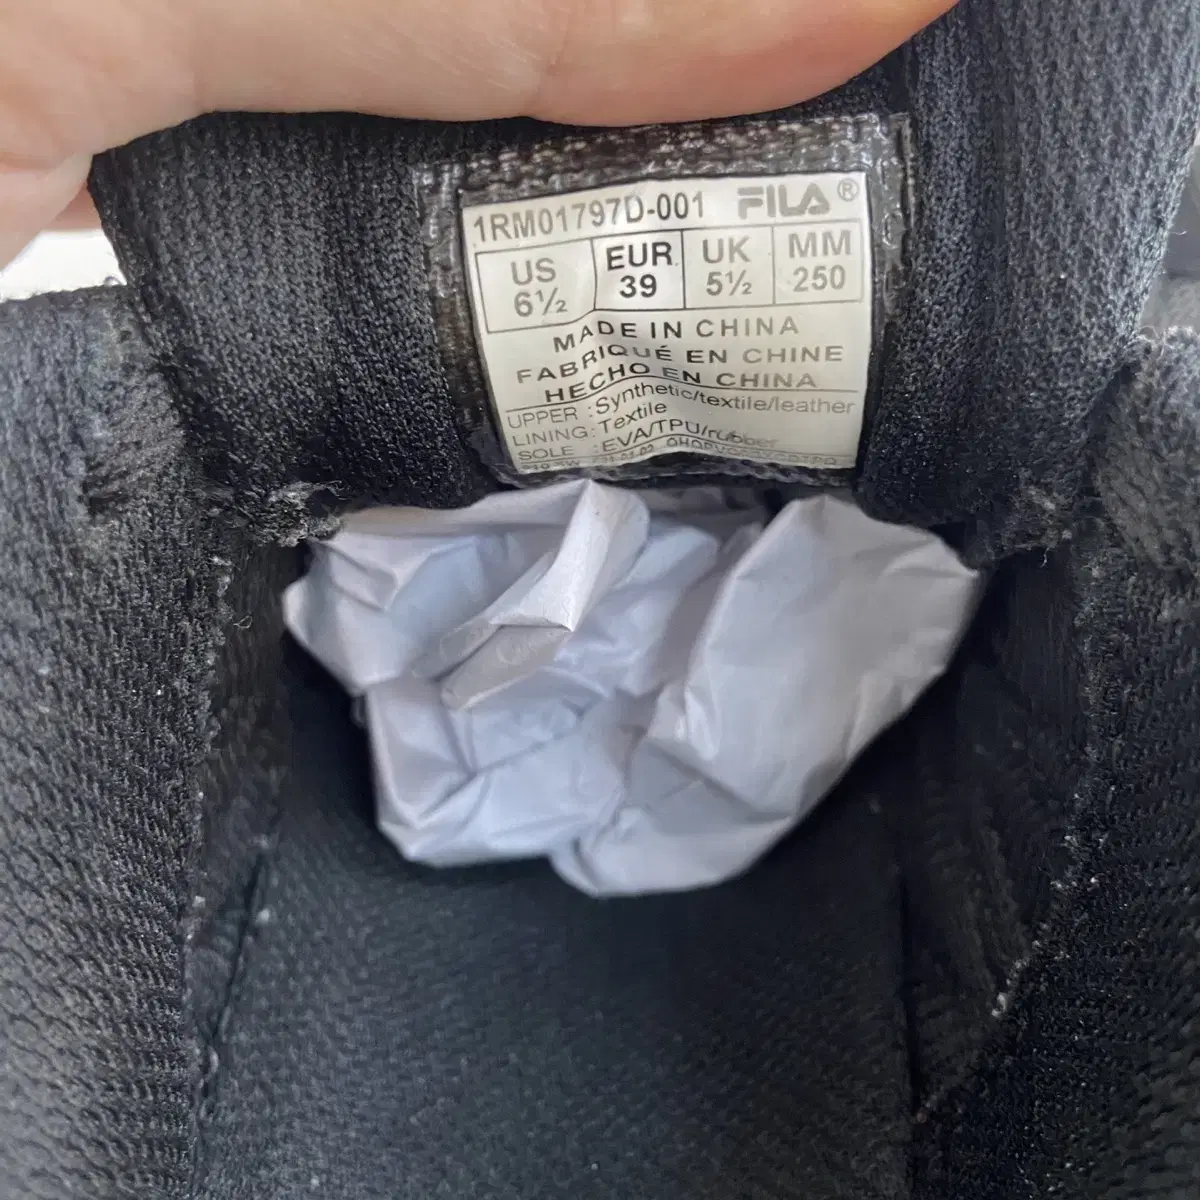 1RM01797D-001 FILA®
US EUR UK MM
6½ 39 5½ 250
MADE IN CHINA
FABRIQUÉ EN CHINE
HECHO EN CHINA
UPPER :Synthetic/textile/leather
LINING:Textile
SOLE :EVA/TPU/rubber